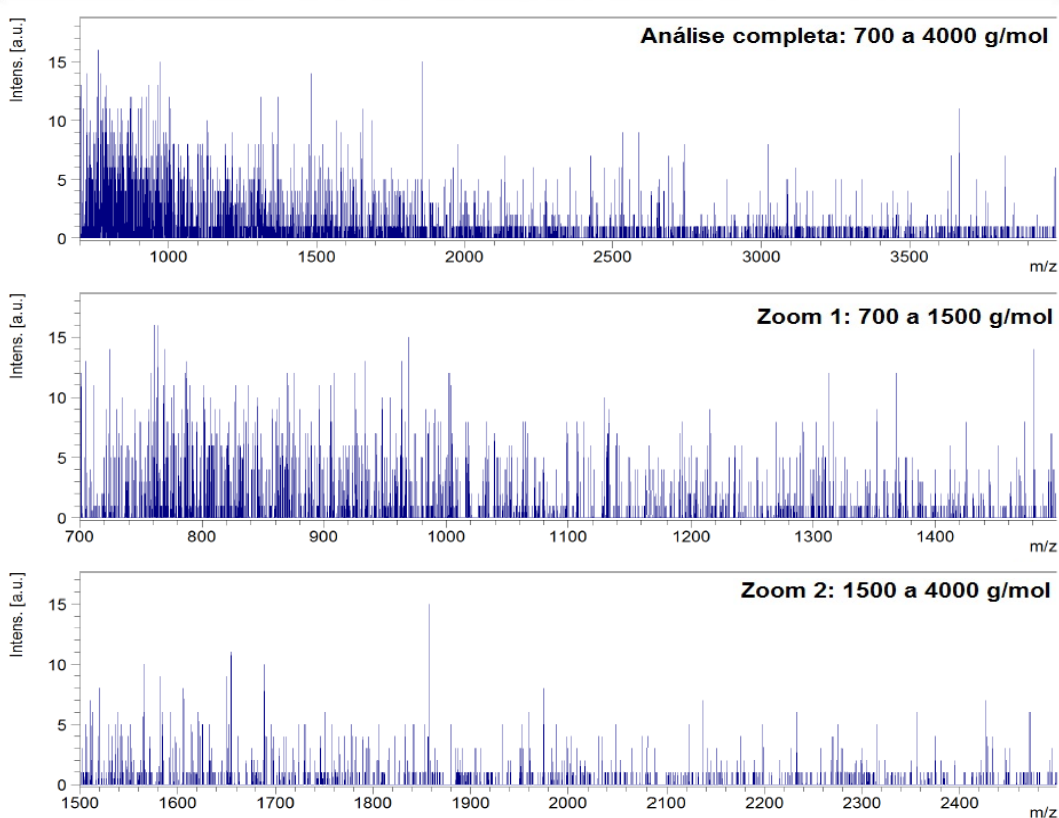 Análise completa: 700 a 4000 g/mol
Intens. [a.u.]
15
10
5
0
1000 1500 2000 2500 3000 3500
m/z
Zoom 1: 700 a 1500 g/mol
Intens. [a.u.]
15
10
5
0
700 800 900 1000 1100 1200 1300 1400
m/z
Zoom 2: 1500 a 4000 g/mol
Intens. [a.u.]
15
10
5
0
1500 1600 1700 1800 1900 2000 2100 2200 2300 2400
m/z